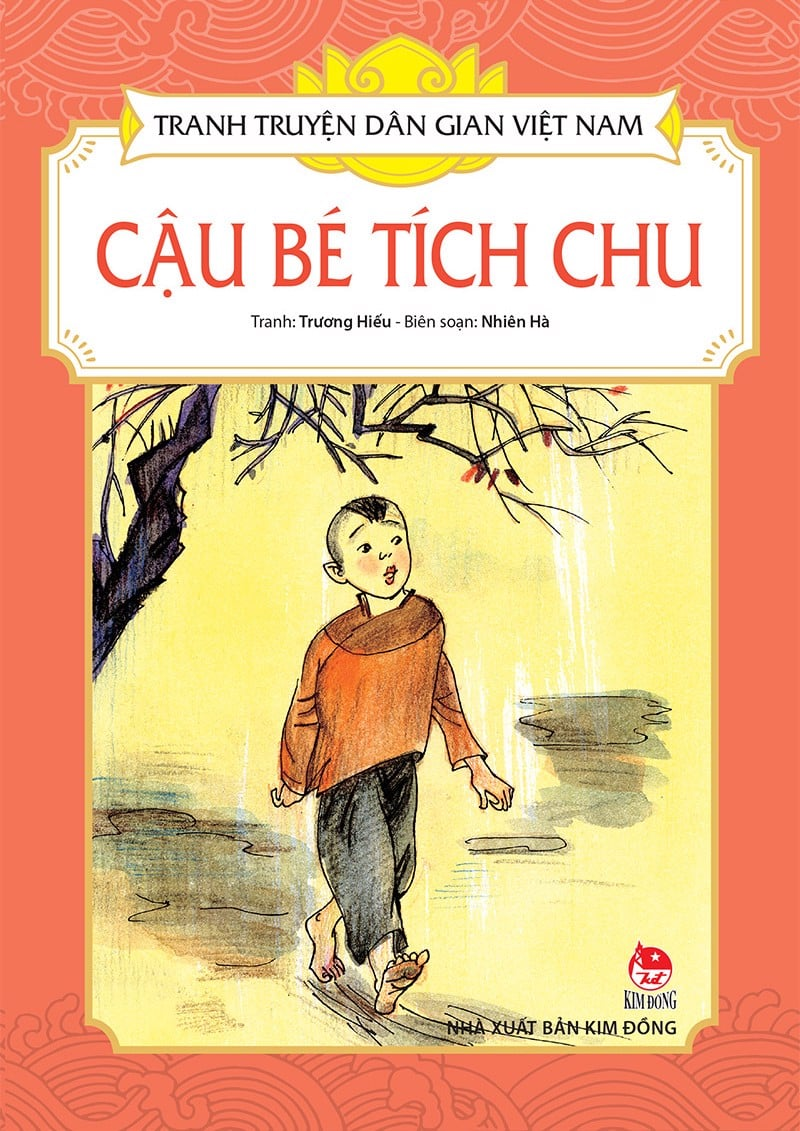 TRANH TRUYỆN DÂN GIAN VIỆT NAM
CẬU BÉ TÍCH CHU
Tranh: Trương Hiếu - Biên soạn: Nhiên Hà
KIM ĐỒNG
NHÀ XUẤT BẢN KIM ĐỒNG